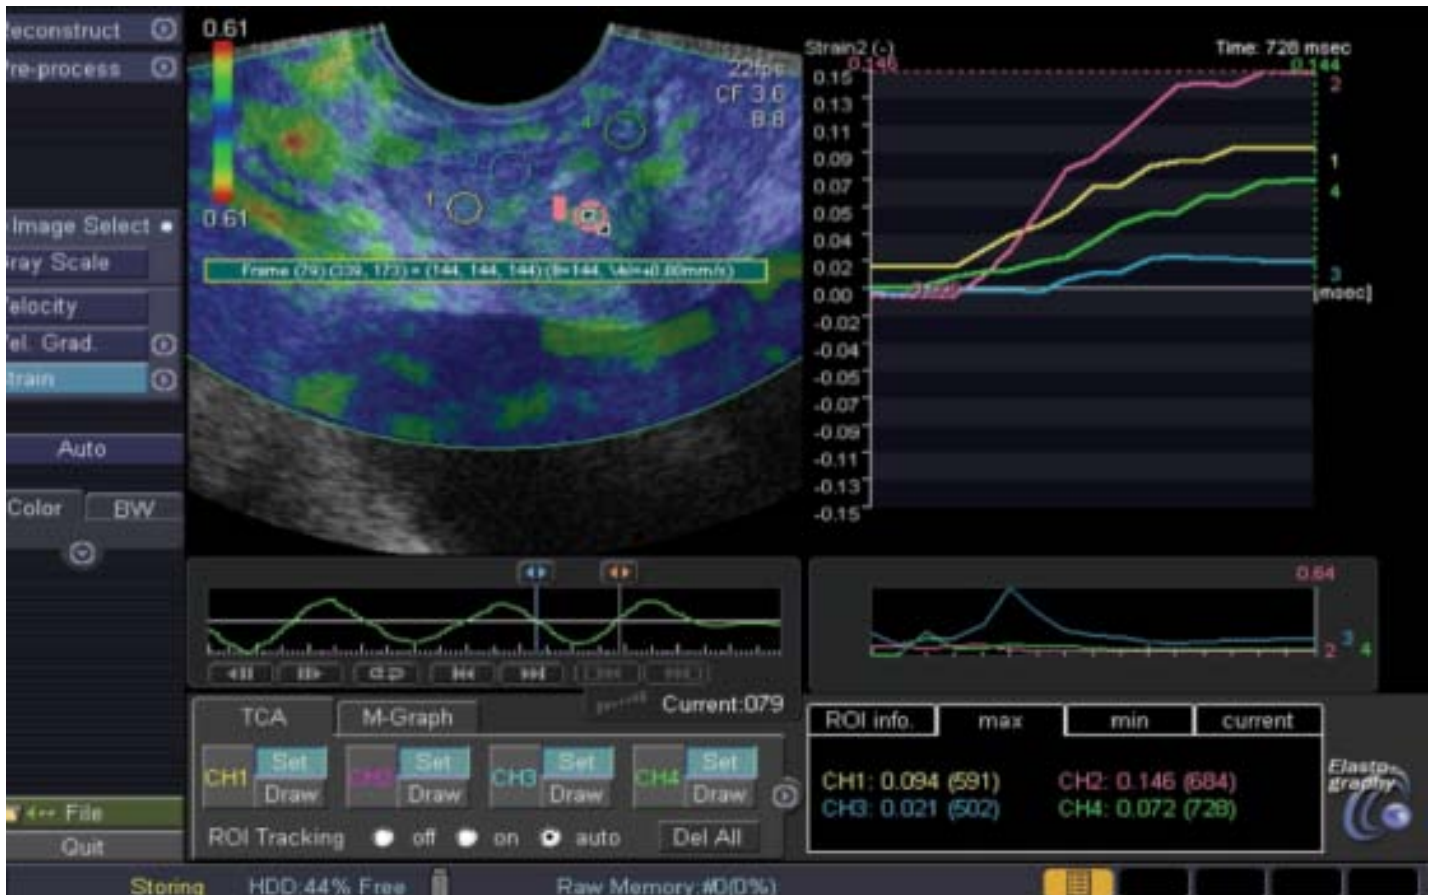 econstruct
re-process
Image Select
ray Scale
elocity
el. Grad.
train
Auto
Color
BW
File
Quit
0.61
0.61
22fps
CF 3.6
B.8
1
4
Frame (79) (339, 173) = (144, 144, 144)
Strain2 (-)
Time: 728 msec
0.146
0.144
0.15
0.13
0.11
0.09
0.07
0.05
0.04
0.02
0.00
-0.02
-0.04
-0.05
-0.07
-0.09
-0.11
-0.13
-0.15
2
1
4
3
[msec]
0.64
2
3
4
Current:079
TCA
M-Graph
CH1
Set
Draw
CH2
Set
Draw
CH3
Set
Draw
CH4
Set
Draw
ROI Tracking
off
on
auto
Del All
ROI info.
max
min
current
CH1: 0.094 (591)
CH2: 0.146 (684)
CH3: 0.021 (502)
CH4: 0.072 (728)
Elasto-
graphy
Storing
HDD:44% Free
Raw Memory:#0(0%)